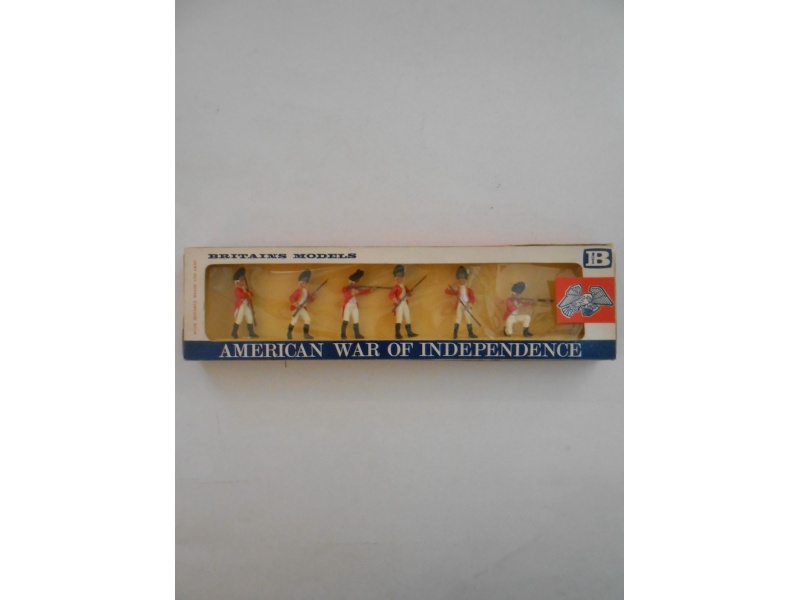 BRITAINS MODELS
B
AMERICAN WAR OF INDEPENDENCE